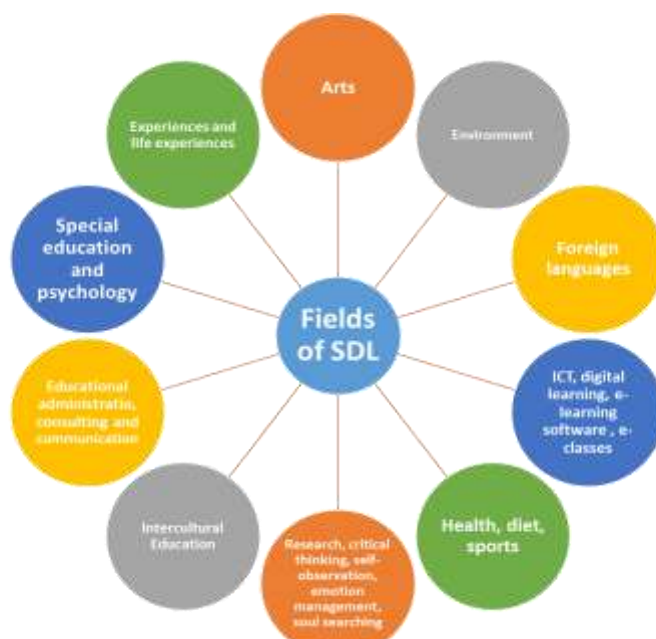 Arts
Environment
Foreign
languages
ICT, digital
learning, e-
learning
software , e-
classes
Health, diet,
sports
Research, critical
thinking, self-
observation,
emotion
management,
soul searching
Intercultural
Education
Educational
administratio,
consulting and
communication
Special
education
and
psychology
Experiences and
life experiences
Fields
of SDL